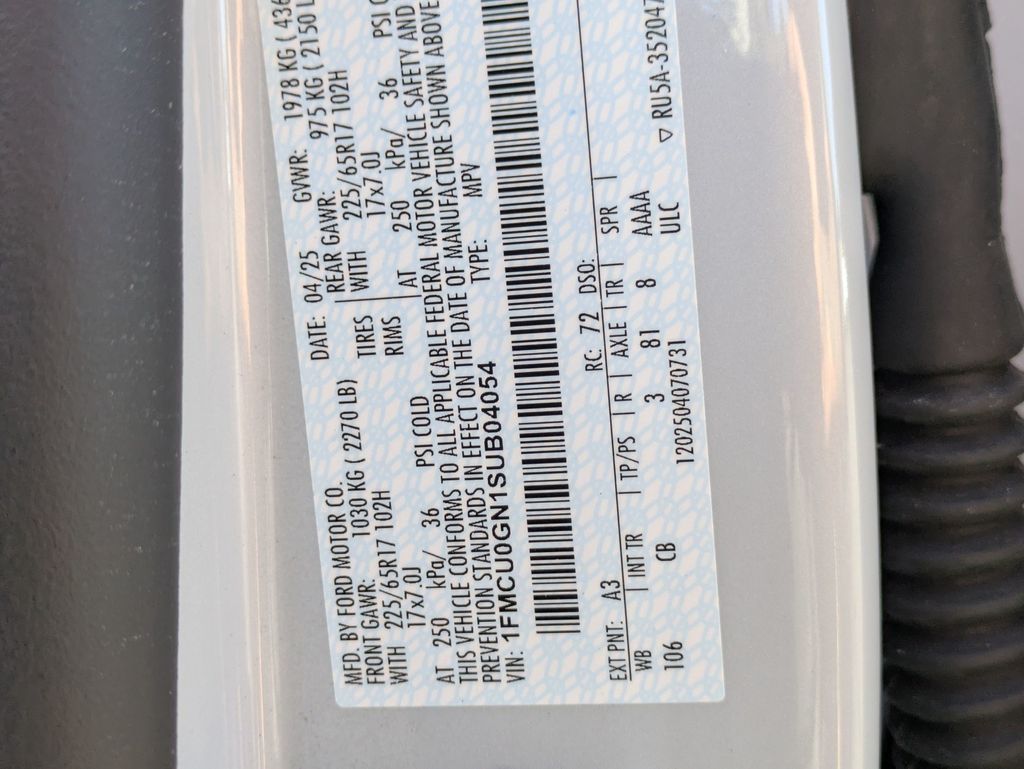 MFD. BY FORD MOTOR CO.
DATE: 04/25 GVWR: 1978 KG ( 436
FRONT GAWR: 1030 KG ( 2270 LB) REAR GAWR: 975 KG ( 2150 L
WITH 225/65R17 102H TIRES WITH 225/65R17 102H
17x7.0J RIMS 17x7.0J
AT 250 kPa/ 36 PSI COLD AT 250 kPa/ 36 PSI C
THIS VEHICLE CONFORMS TO ALL APPLICABLE FEDERAL MOTOR VEHICLE SAFETY AND
PREVENTION STANDARDS IN EFFECT ON THE DATE OF MANUFACTURE SHOWN ABOVE
VIN: 1FMCU0GN1SUB04054 TYPE: MPV
EXT PNT: A3 RC: 72 DSO:
WB | INT TR | TP/PS | R | AXLE | TR | SPR |
106 CB 3 81 8 AAAA
12025040707​31 ULC ▽ RU5A-35204